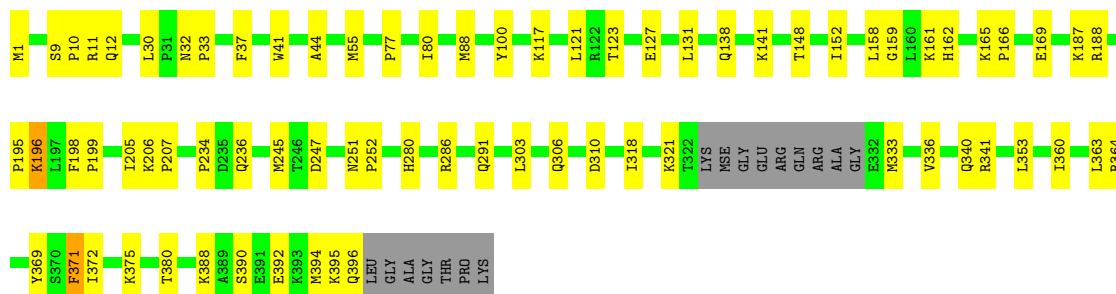 M1 S9 P10 R11 Q12 L30 P31 N32 P33 F37 W41 A44 M55 P77 I80 M88 Y100 K117 L121 R122 T123 E127 L131 Q138 K141 T148 I152 L158 G159 L160 K161 H162 K165 P166 E169 K187 R188
P195 K196 L197 F198 P199 I205 K206 P207 P234 D235 Q236 M245 T246 D247 N251 P252 H280 R286 Q291 L303 Q306 D310 I318 K321 T322 LYS MSE GLY GLU ARG GLN ARG ALA GLY E332 M333 V336 Q340 R341 L353 I360 L363
Y369 S370 F371 I372 K375 T380 K388 A389 S390 E391 E392 K393 M394 K395 Q396 LEU GLY ALA GLY THR PRO LYS